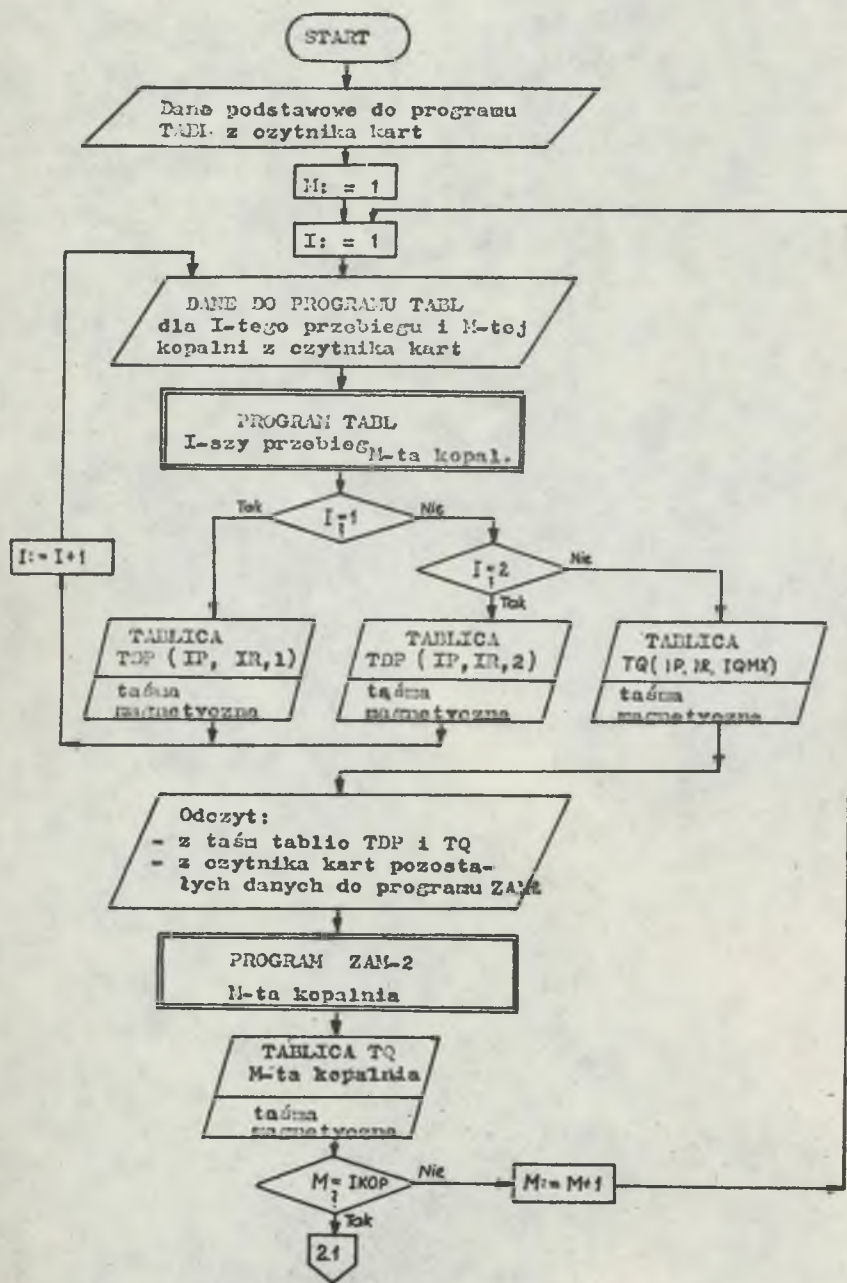 START
Dane podstawowe do programu
TABL z czytnika kart
M: = 1
I: = 1
DANE DO PROGRAMU TABL
dla I-tego przebiegu i M-tej
kopalni z czytnika kart
PROGRAM TABL
I-szy przebieg M-ta kopal.
Tak
I=1
?
Nie
I:= I+1
I=2
?
Nie
Tak
TABLICA
TDP ( IP, IR,1)
taśma
magnetyczna
TABLICA
TDP ( IP,IR,2)
taśma
magnetyczna
TABLICA
TQ( IP, IR, IQMX)
taśma
magnetyczna
Odczyt:
- z taśm tablic TDP i TQ
- z czytnika kart pozosta-
łych danych do programu
PROGRAM ZAM-2
M-ta kopalnia
TABLICA TQ
M-ta kopalnia
taśma
magnetyczna
M= IKOP
?
Nie
M:= M+1
Tak
2.1